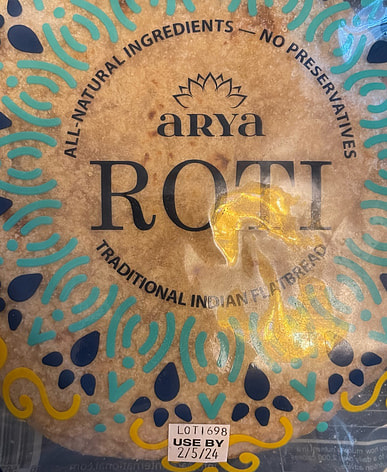 ALL-NATURAL INGREDIENTS — NO PRESERVATIVES
ARYA
ROTI
TRADITIONAL INDIAN FLATBREAD
LOT1698
USE BY
2/5/24